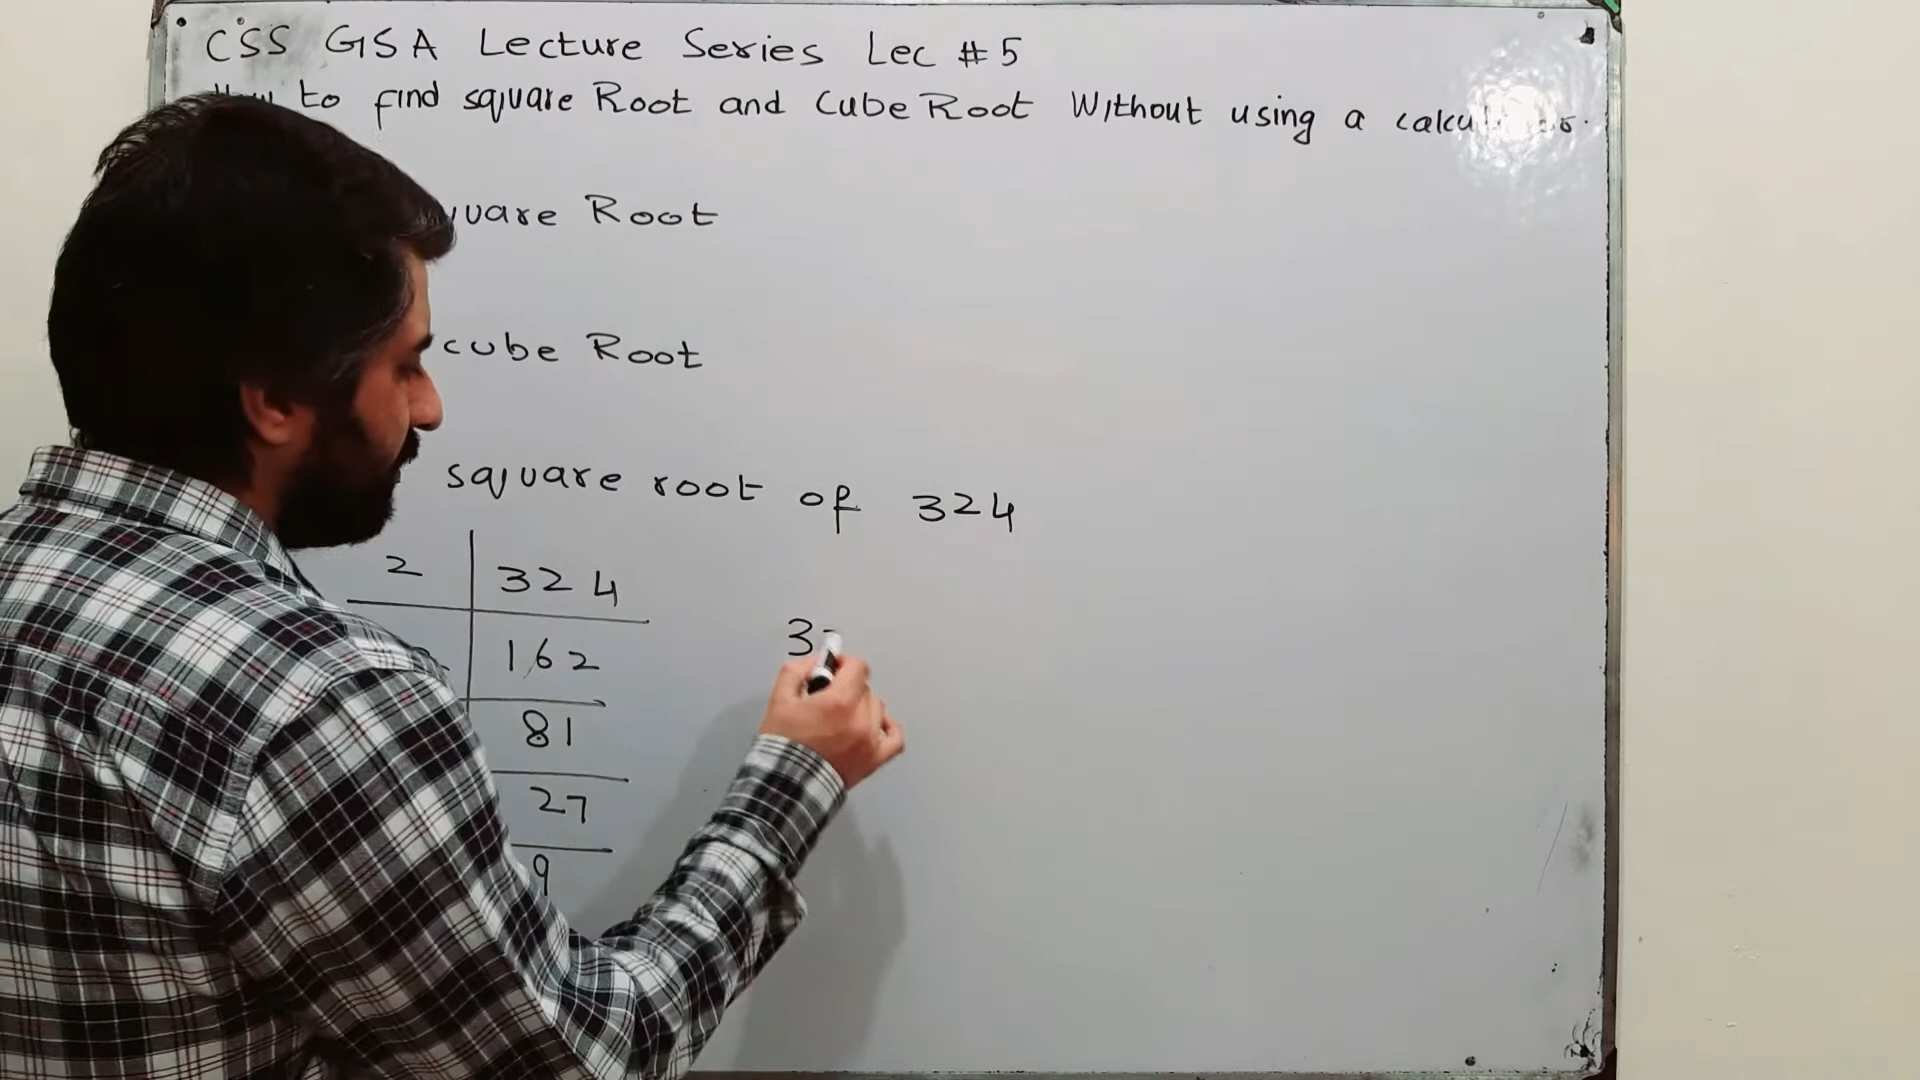 CSS GSA Lecture Series Lec # 5
to find square Root and Cube Root Without using a
Root
cube Root
square root of 324
2 324
162
81
27
9
3